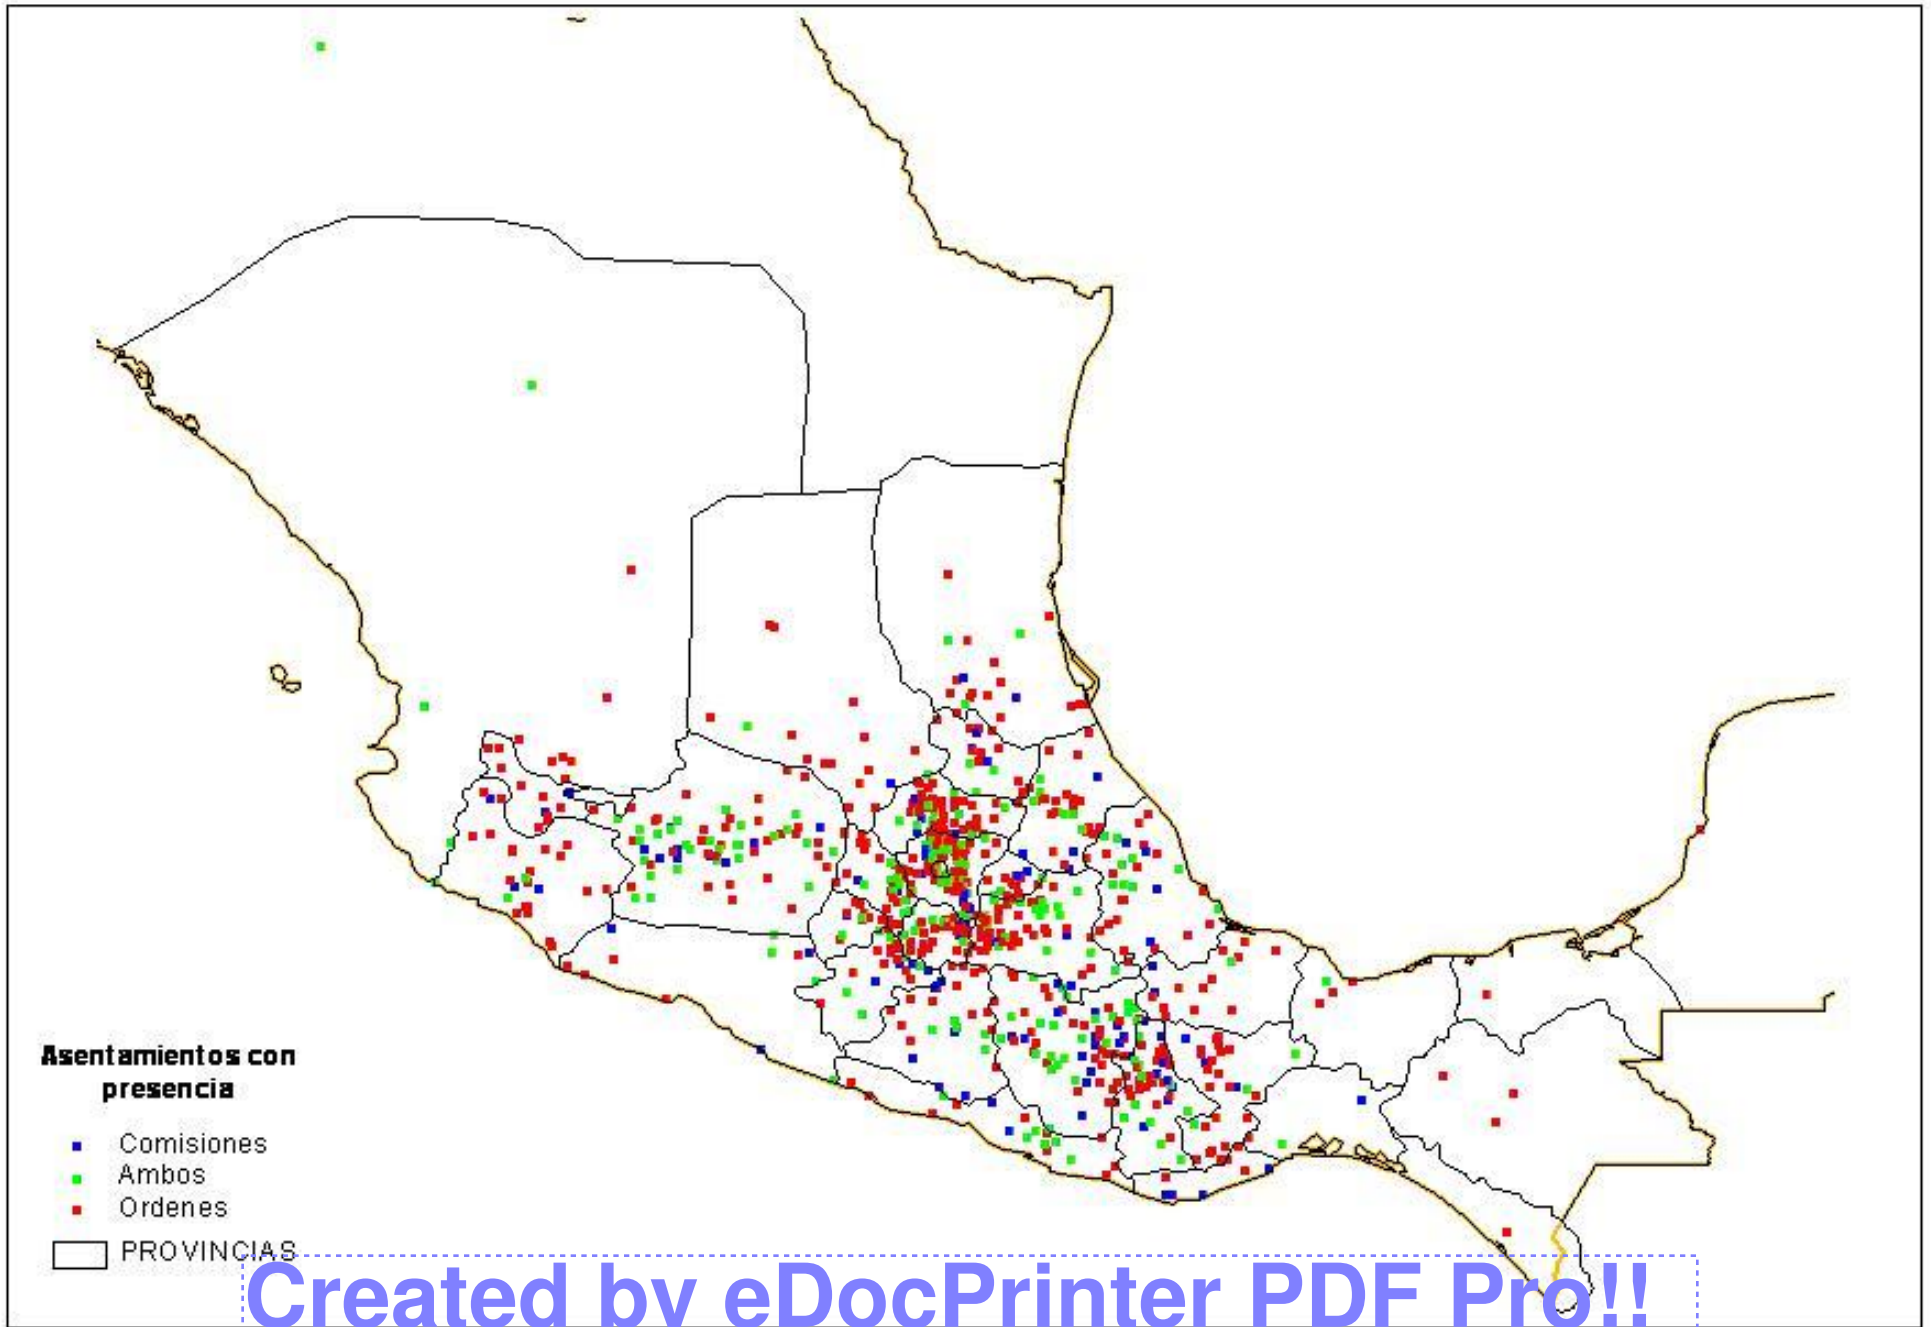 Asentamientos con
presencia
Comisiones
Ambos
Ordenes
PROVINCIAS
Created by eDocPrinter PDF Pro!!